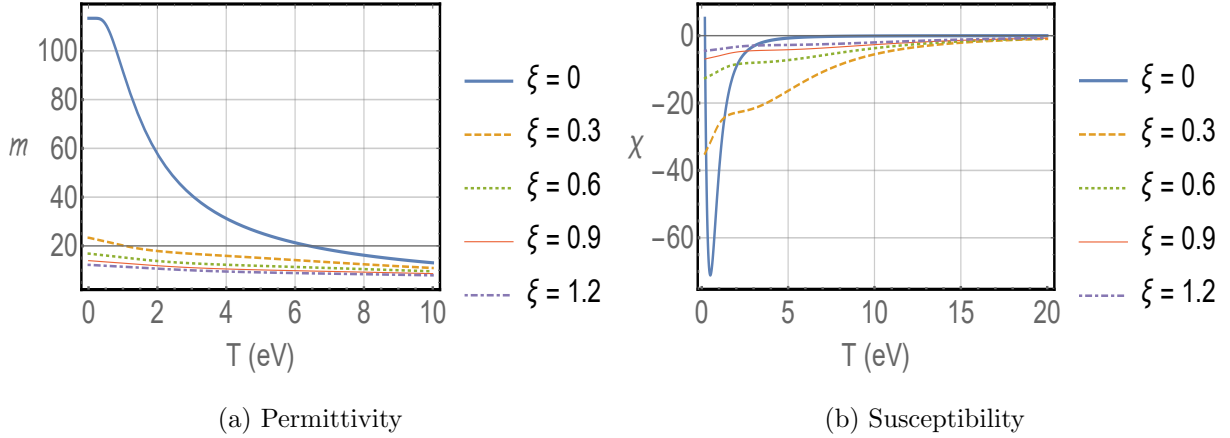 100
80
60
40
20
m
0 2 4 6 8 10
T (eV)
ξ = 0
ξ = 0.3
ξ = 0.6
ξ = 0.9
ξ = 1.2
(a) Permittivity
0
−20
−40
−60
χ
0 5 10 15 20
T (eV)
ξ = 0
ξ = 0.3
ξ = 0.6
ξ = 0.9
ξ = 1.2
(b) Susceptibility